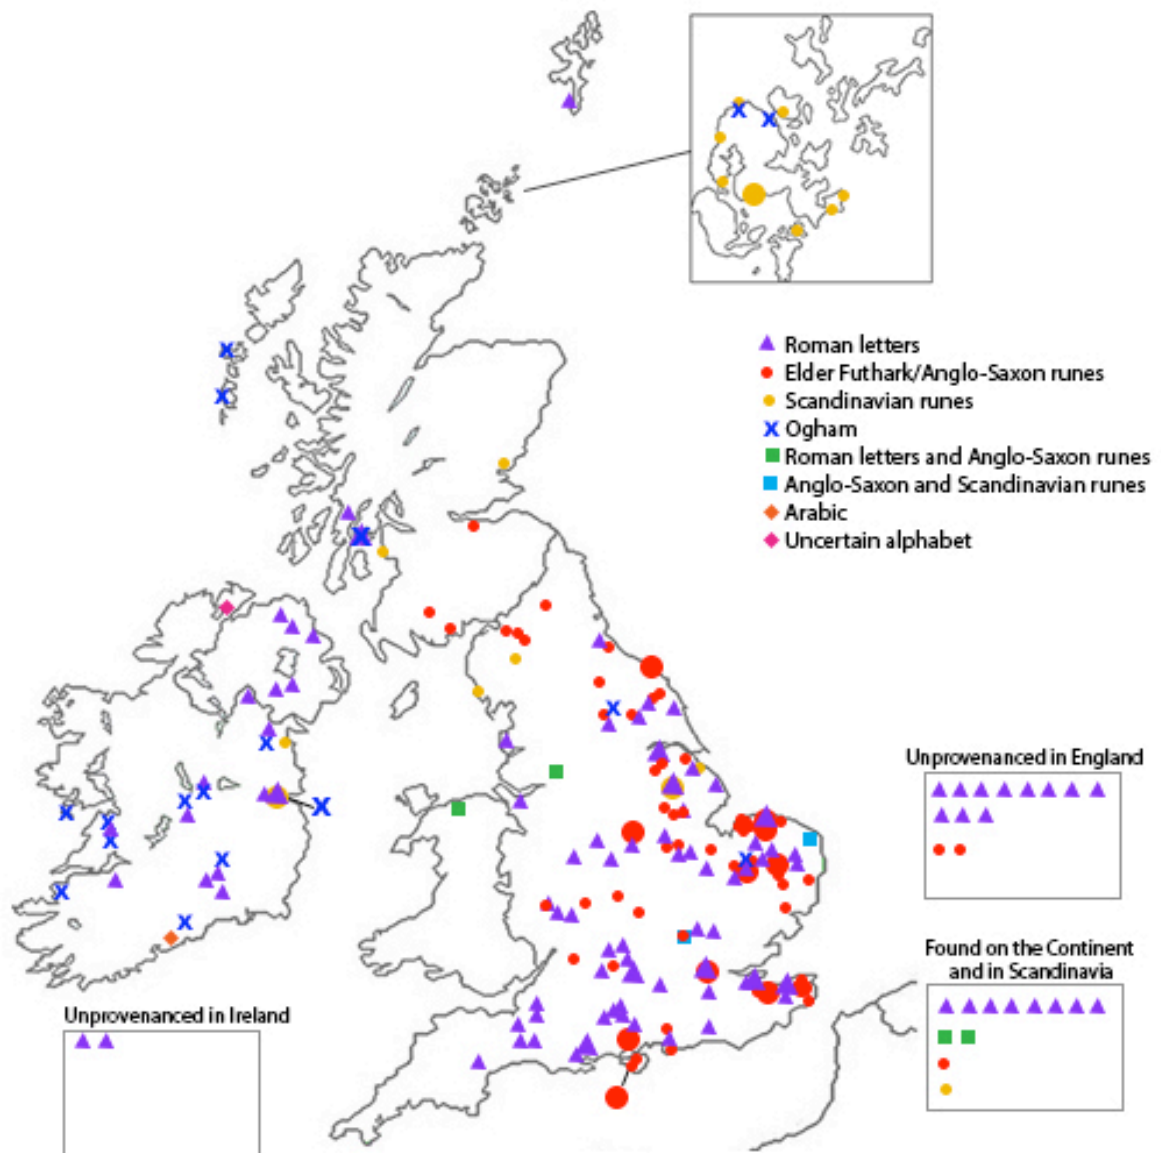 Roman letters
Elder Futhark/Anglo-Saxon runes
Scandinavian runes
Ogham
Roman letters and Anglo-Saxon runes
Anglo-Saxon and Scandinavian runes
Arabic
Uncertain alphabet
Unprovenanced in England
Found on the Continent
and in Scandinavia
Unprovenanced in Ireland